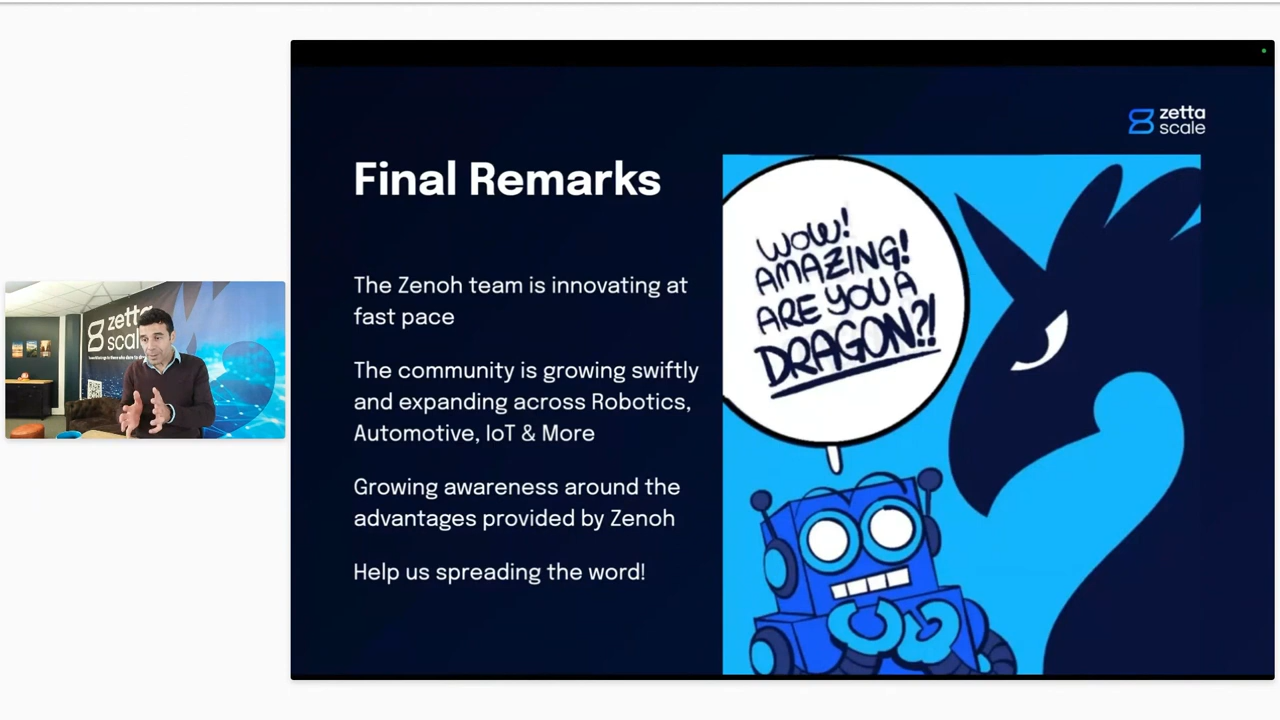 zetta
scale
Final Remarks
The Zenoh team is innovating at
fast pace
The community is growing swiftly
and expanding across Robotics,
Automotive, IoT & More
Growing awareness around the
advantages provided by Zenoh
Help us spreading the word!
WOW!
AMAZING!
ARE YOU A
DRAGON?!
zetta
scale